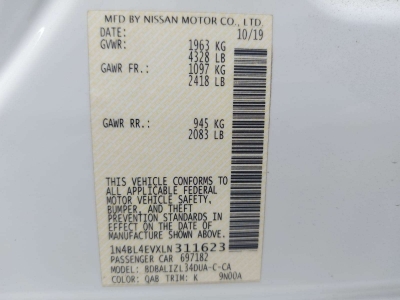 MFD BY NISSAN MOTOR CO., LTD.
DATE: 10/19
GVWR: 1963 KG
4328 LB
GAWR FR.: 1097 KG
2418 LB
GAWR RR.: 945 KG
2083 LB
THIS VEHICLE CONFORMS TO
ALL APPLICABLE FEDERAL
MOTOR VEHICLE SAFETY,
BUMPER, AND THEFT
PREVENTION STANDARDS IN
EFFECT ON THE DATE OF
MANUFACTURE SHOWN ABOVE.
1N4BL4EVXLN311623
PASSENGER CAR 697182
MODEL: BDBALIZL34DUA-C-CA
COLOR: QAB TRIM: K 9N00A